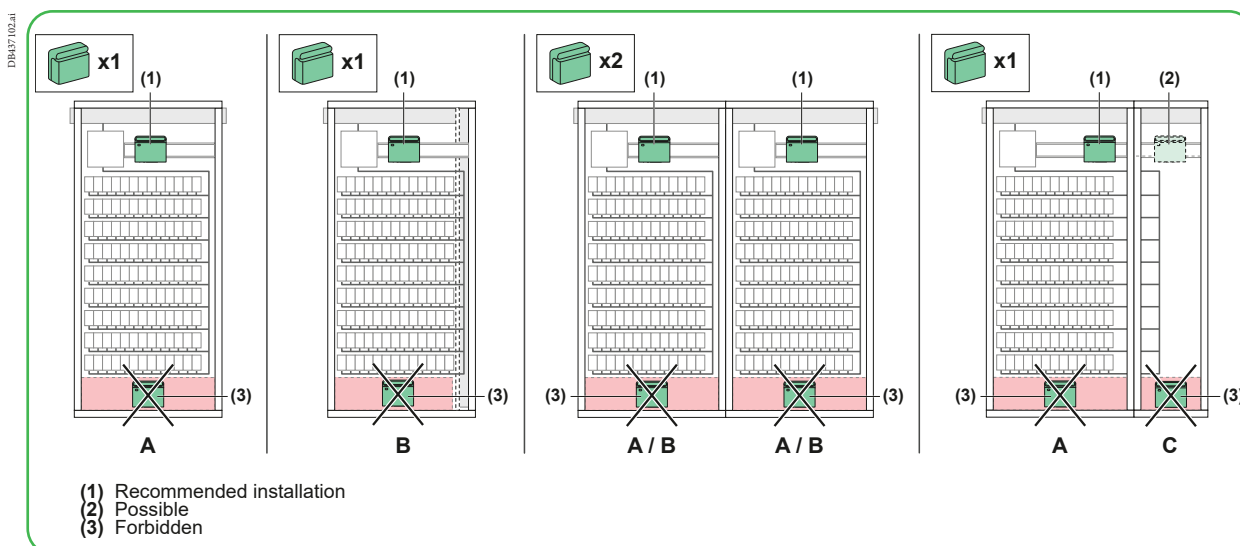 DB437102.ai
x1
(1)
(3)
A
x1
(1)
(3)
B
x2
(1)
(1)
(3)
(3)
A / B
A / B
x1
(1)
(2)
(3)
(3)
A
C
(1) Recommended installation
(2) Possible
(3) Forbidden